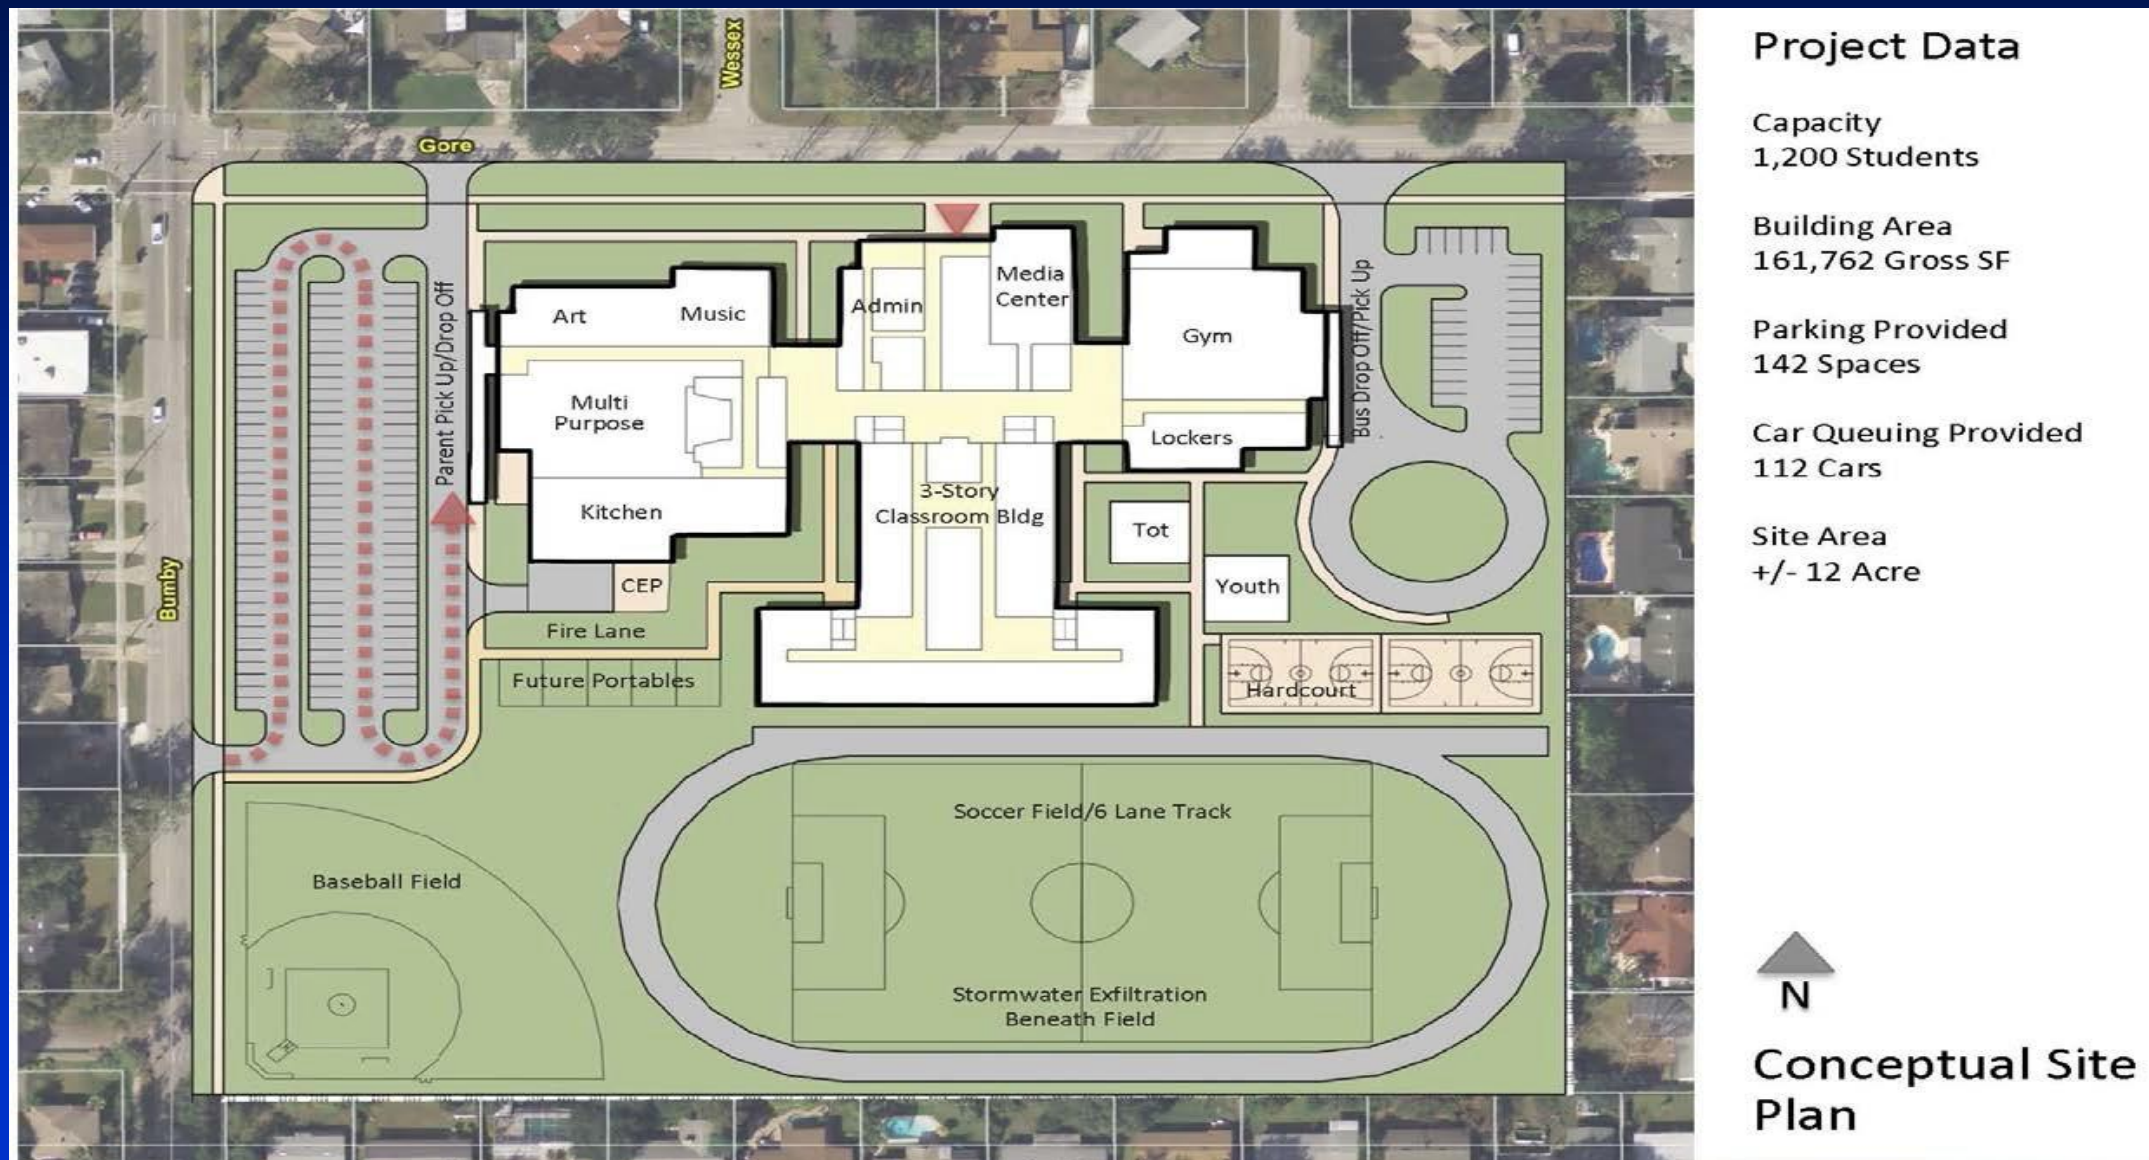 Wessex
Gore
Bumby
Parent Pick Up/Drop Off
Art
Music
Multi
Purpose
Kitchen
CEP
Fire Lane
Future Portables
Admin
Media
Center
Gym
Lockers
Bus Drop Off/Pick Up
3-Story
Classroom Bldg
Tot
Youth
Hardcourt
Soccer Field/6 Lane Track
Baseball Field
Stormwater Exfiltration
Beneath Field
Project Data
Capacity
1,200 Students
Building Area
161,762 Gross SF
Parking Provided
142 Spaces
Car Queuing Provided
112 Cars
Site Area
+/- 12 Acre
N
Conceptual Site
Plan